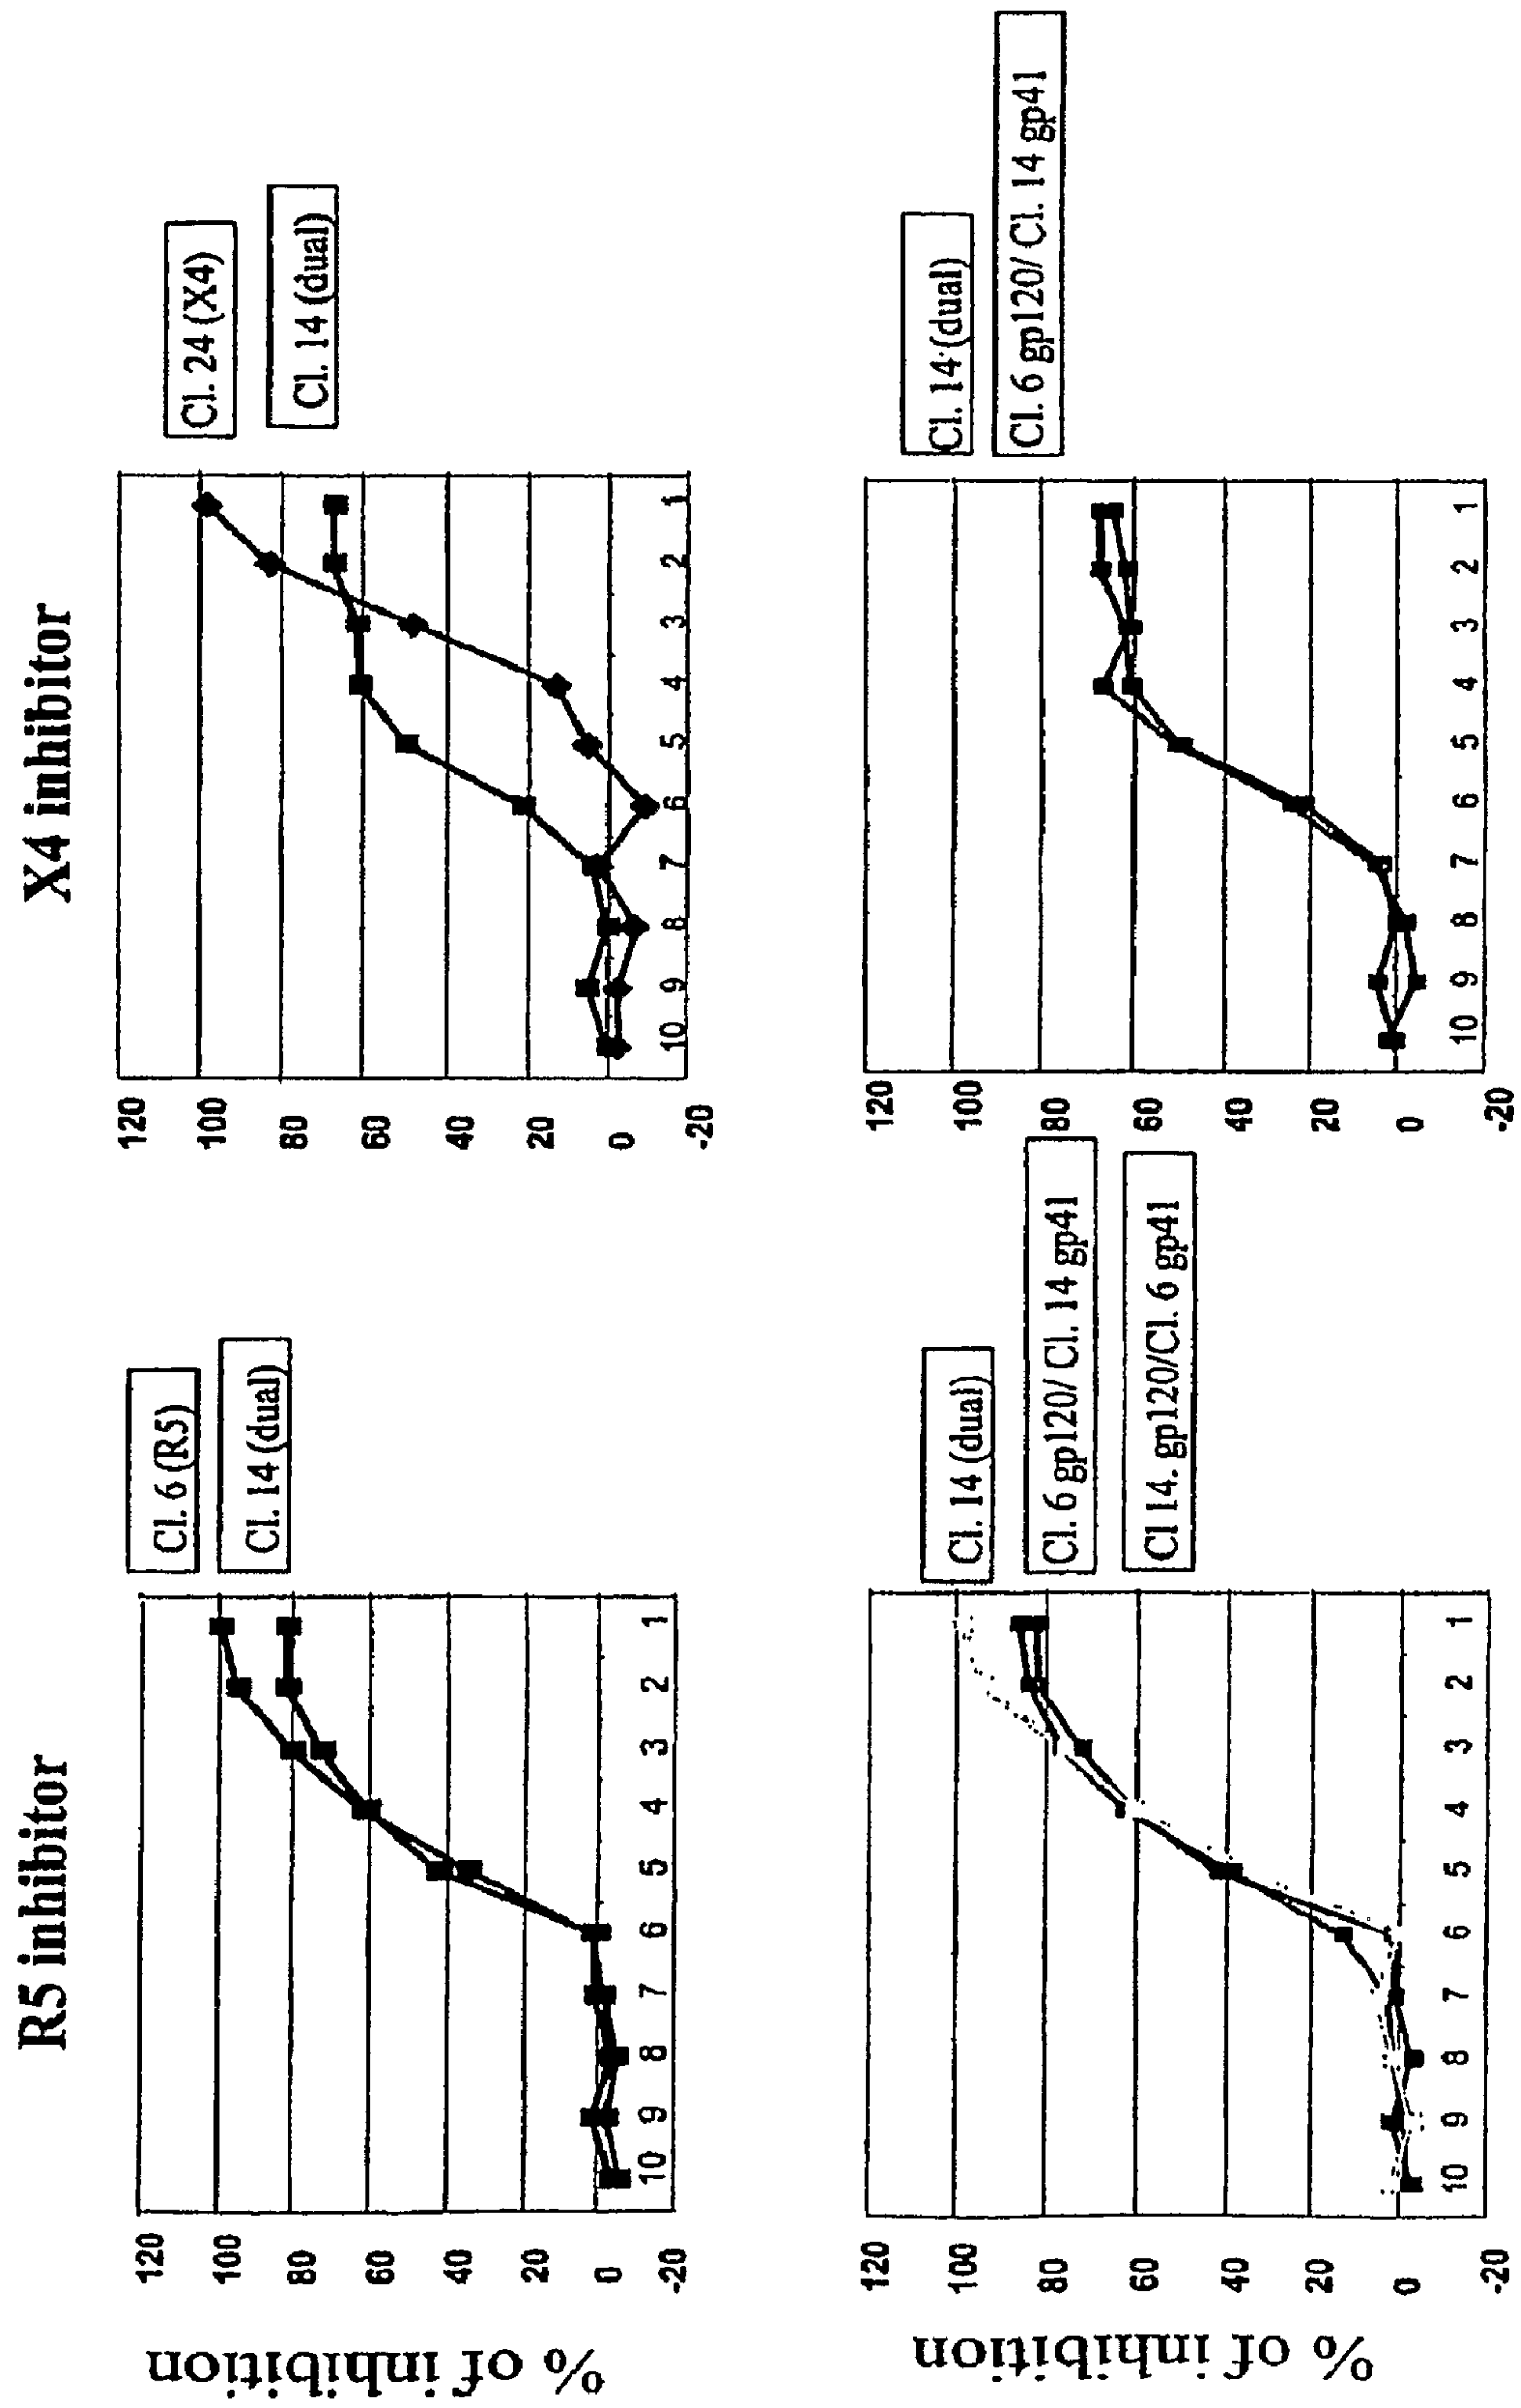 R5 inhibitor
X4 inhibitor
% of inhibition
120
100
80
60
40
20
0
-20
10 9 8 7 6 5 4 3 2 1
Cl. 6 (R5)
Cl. 14 (dual)
120
100
80
60
40
20
0
-20
10 9 8 7 6 5 4 3 2 1
Cl. 24 (X4)
Cl. 14 (dual)
% of inhibition
120
100
80
60
40
20
0
-20
10 9 8 7 6 5 4 3 2 1
Cl. 14 (dual)
Cl. 6 gp120/ Cl. 14 gp41
Cl 14. gp120/Cl. 6 gp41
120
100
80
60
40
20
0
-20
10 9 8 7 6 5 4 3 2 1
Cl. 14 (dual)
Cl. 6 gp120/ Cl. 14 gp41